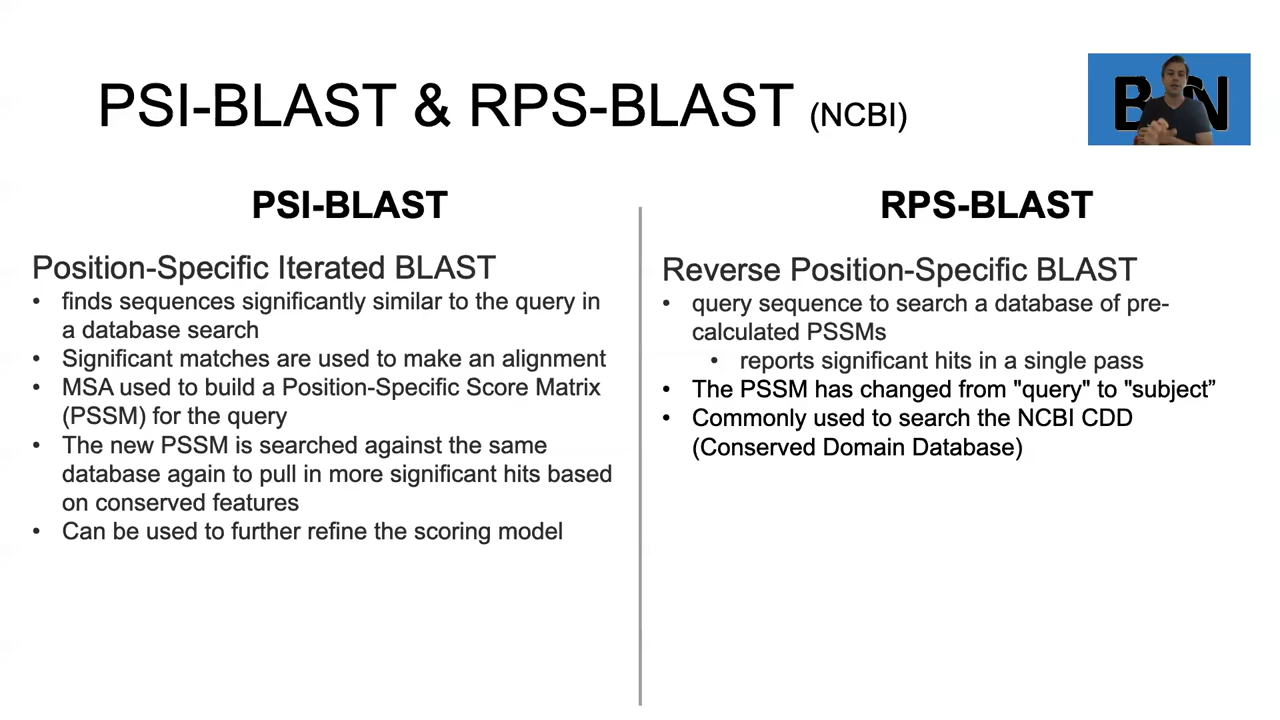 PSI-BLAST & RPS-BLAST (NCBI)
PSI-BLAST
Position-Specific Iterated BLAST
• finds sequences significantly similar to the query in
a database search
• Significant matches are used to make an alignment
• MSA used to build a Position-Specific Score Matrix
(PSSM) for the query
• The new PSSM is searched against the same
database again to pull in more significant hits based
on conserved features
• Can be used to further refine the scoring model
RPS-BLAST
Reverse Position-Specific BLAST
• query sequence to search a database of pre-
calculated PSSMs
• reports significant hits in a single pass
• The PSSM has changed from "query" to "subject”
• Commonly used to search the NCBI CDD
(Conserved Domain Database)